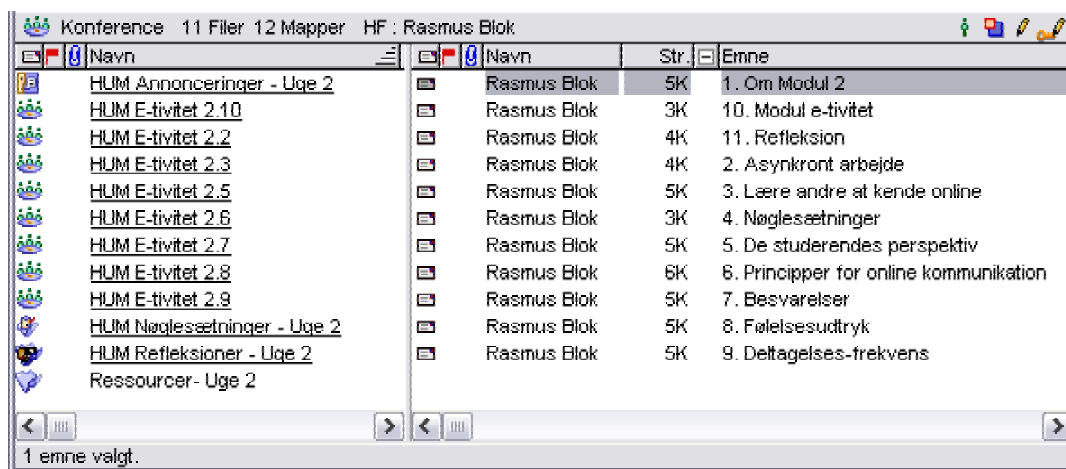 Konference 11 Filer 12 Mapper HF : Rasmus Blok
Navn
HUM Annonceringer - Uge 2
HUM E-tivitet 2.10
HUM E-tivitet 2.2
HUM E-tivitet 2.3
HUM E-tivitet 2.5
HUM E-tivitet 2.6
HUM E-tivitet 2.7
HUM E-tivitet 2.8
HUM E-tivitet 2.9
HUM Nøglesætninger - Uge 2
HUM Refleksioner - Uge 2
Ressourcer- Uge 2
Navn Str. Emne
Rasmus Blok 5K 1. Om Modul 2
Rasmus Blok 3K 10. Modul e-tivitet
Rasmus Blok 4K 11. Refleksion
Rasmus Blok 4K 2. Asynkront arbejde
Rasmus Blok 5K 3. Lære andre at kende online
Rasmus Blok 3K 4. Nøglesætninger
Rasmus Blok 5K 5. De studerendes perspektiv
Rasmus Blok 6K 6. Principper for online kommunikation
Rasmus Blok 5K 7. Besvarelser
Rasmus Blok 5K 8. Følelsesudtryk
Rasmus Blok 5K 9. Deltagelses-frekvens
1 emne valgt.